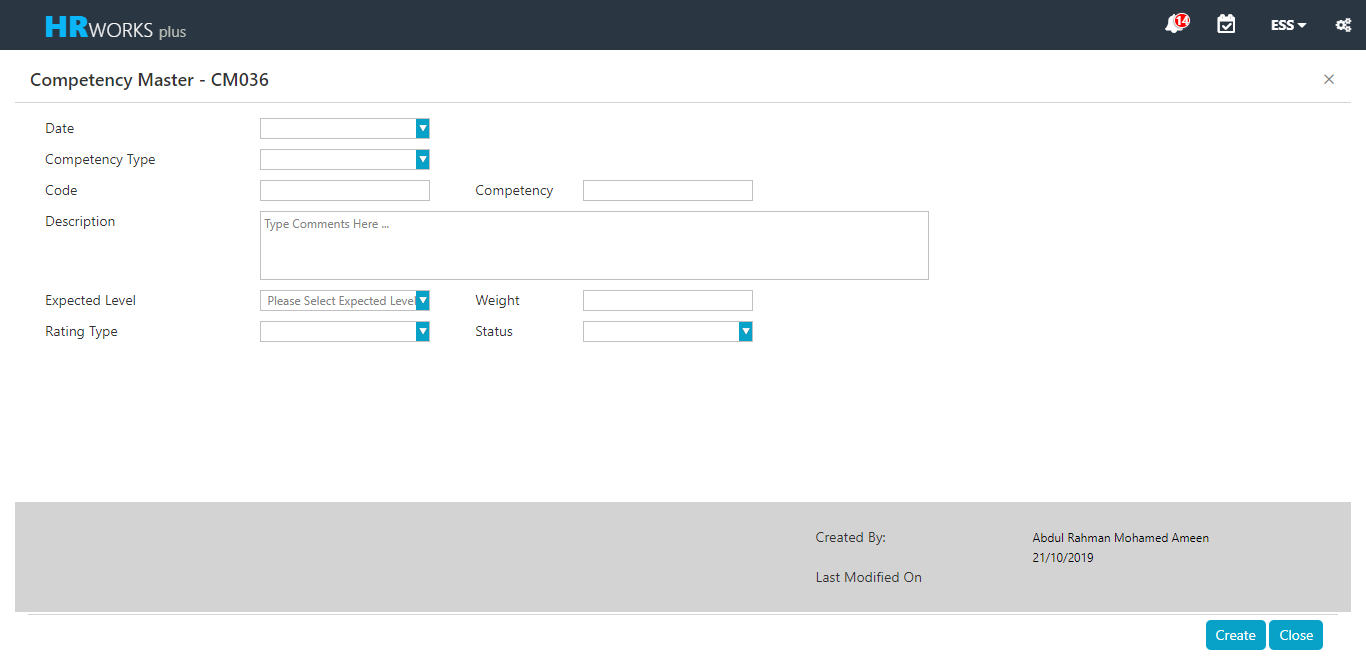 HRWORKS plus
14
ESS
Competency Master - CM036
Date
Competency Type
Code
Competency
Description
Type Comments Here ...
Expected Level
Please Select Expected Level
Weight
Rating Type
Status
Created By:
Abdul Rahman Mohamed Ameen
21/10/2019
Last Modified On
Create
Close